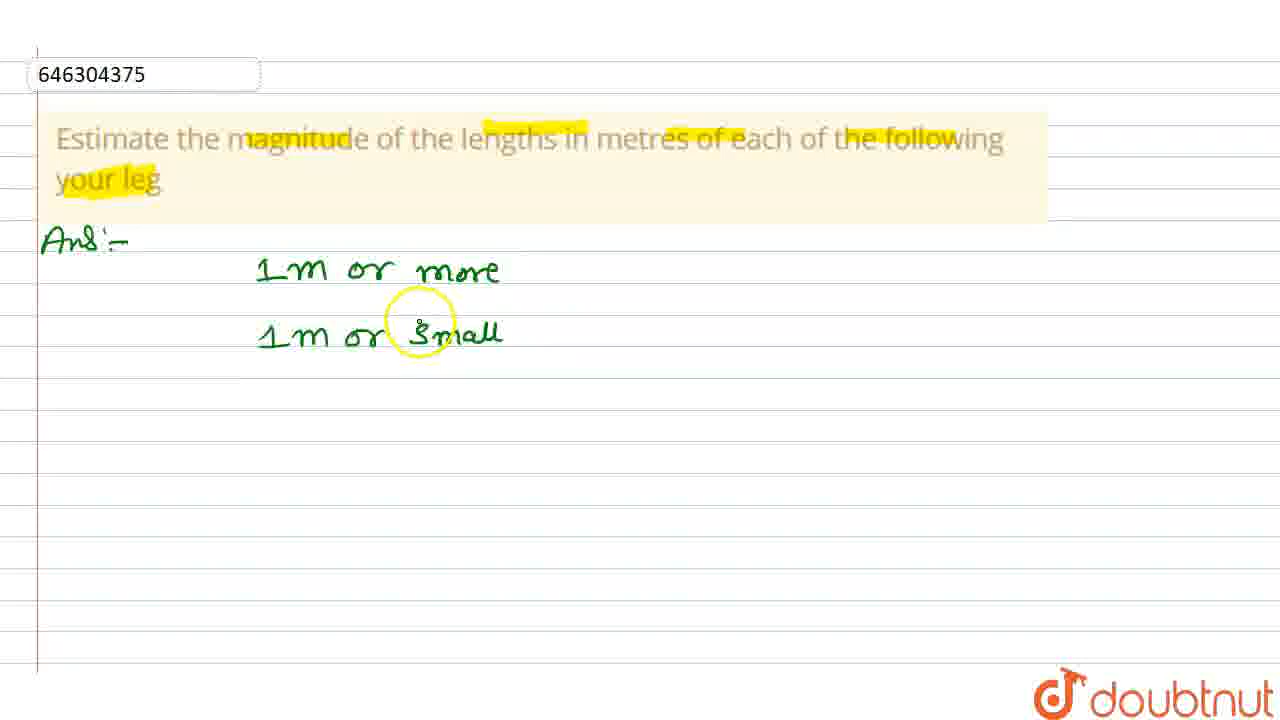 646304375
Estimate the magnitude of the lengths in metres of each of the following
your leg
Ans :-
1m or more
1m or small
doubtnut